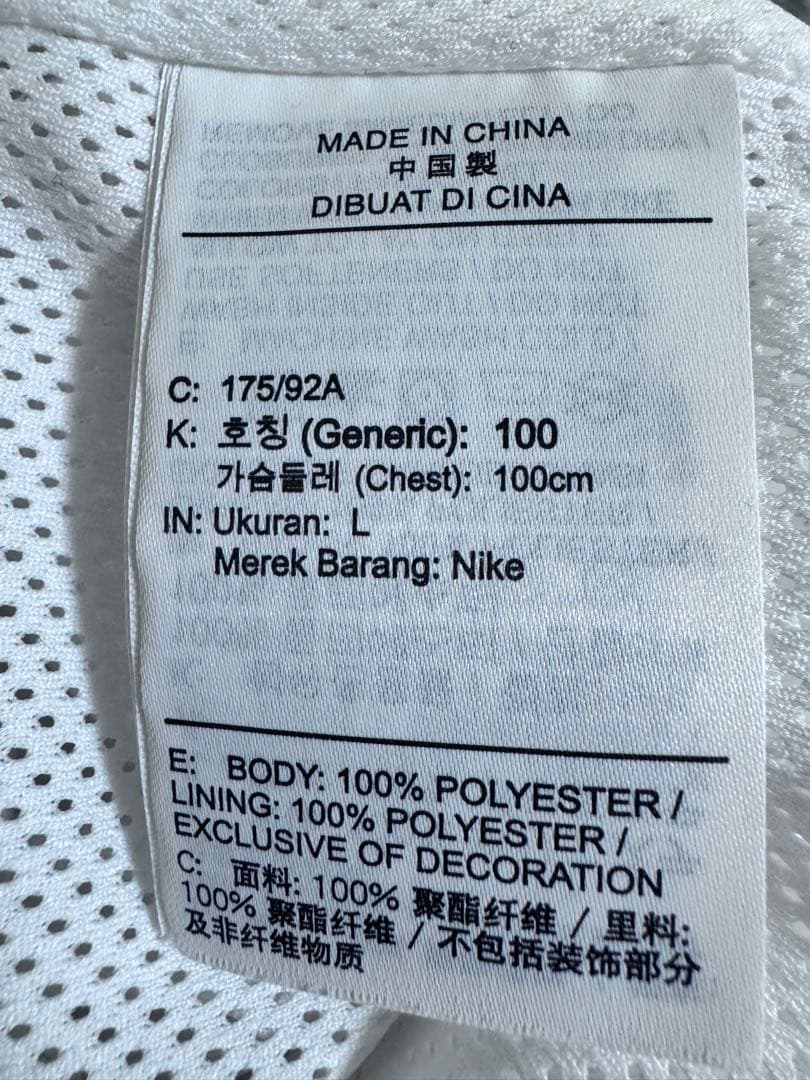 MADE IN CHINA
中国製
DIBUAT DI CINA
C: 175/92A
K: 호칭 (Generic): 100
가슴둘레 (Chest): 100cm
IN: Ukuran: L
Merek Barang: Nike
E: BODY: 100% POLYESTER /
LINING: 100% POLYESTER /
EXCLUSIVE OF DECORATION
C: 面料: 100% 聚酯纤维 / 里料:
100% 聚酯纤维 / 不包括装饰部分
及非纤维物质